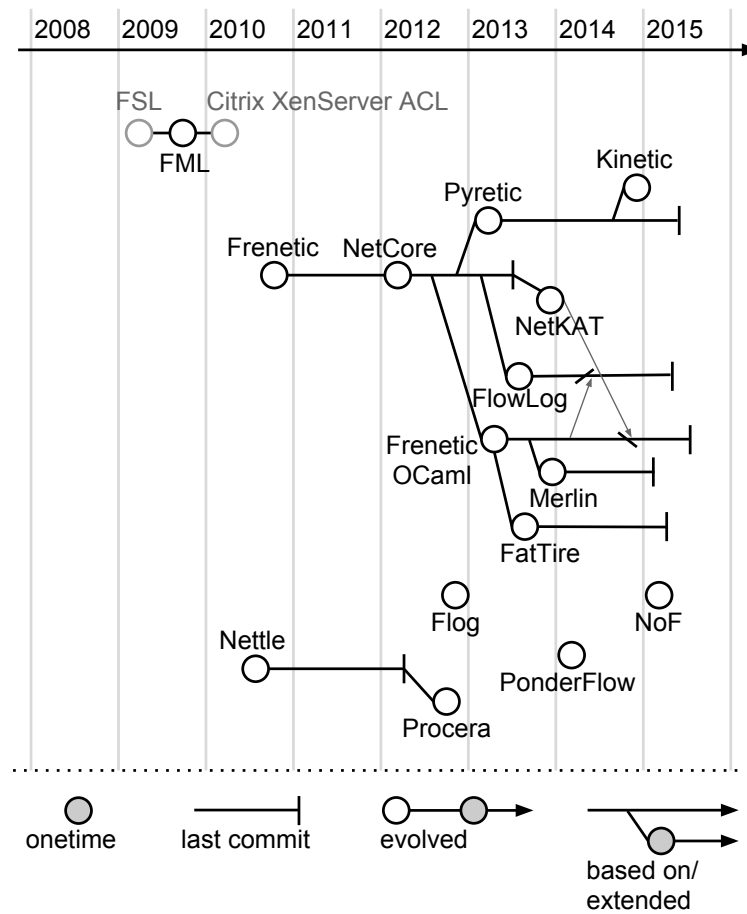 2008 2009 2010 2011 2012 2013 2014 2015
FSL Citrix XenServer ACL
FML
Kinetic
Pyretic
Frenetic NetCore
NetKAT
FlowLog
Frenetic
OCaml
Merlin
FatTire
Flog NoF
Nettle
PonderFlow
Procera
onetime last commit evolved
based on/
extended